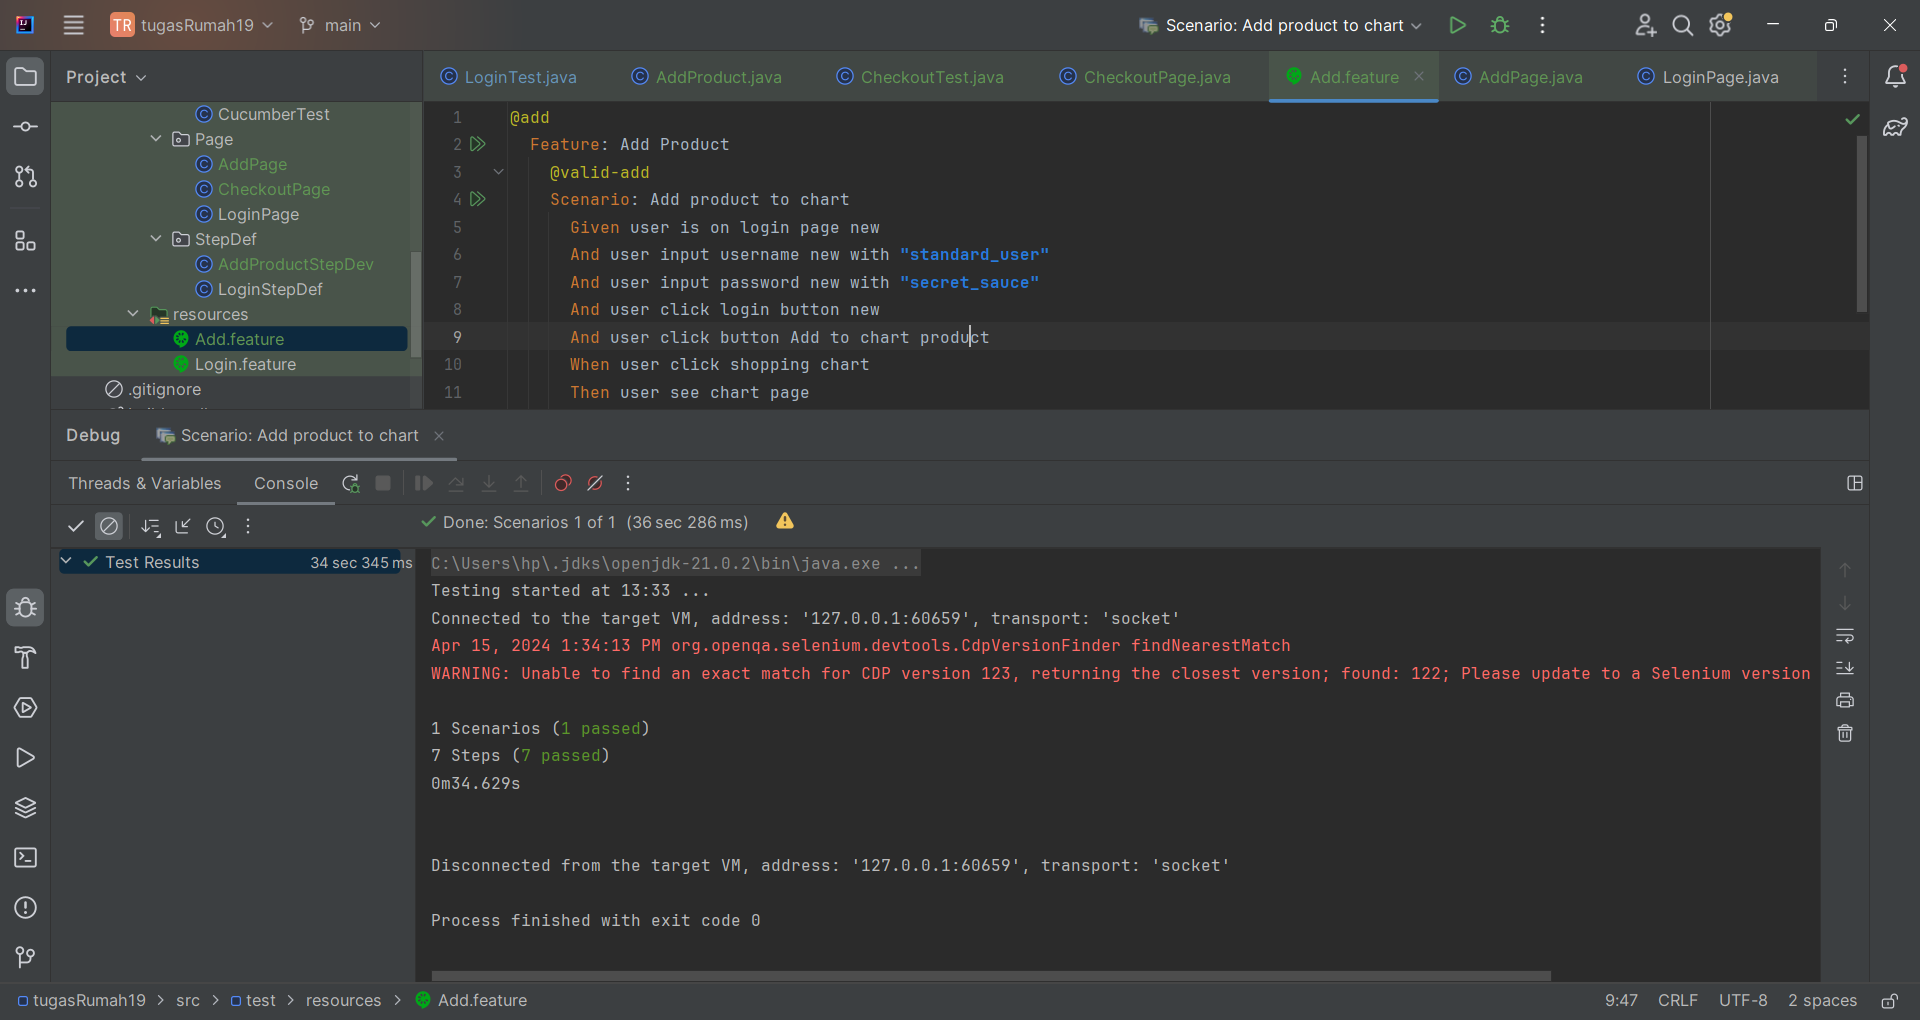 TR tugasRumah19 main Scenario: Add product to chart
Project LoginTest.java AddProduct.java CheckoutTest.java CheckoutPage.java Add.feature AddPage.java LoginPage.java
CucumberTest
Page
AddPage
CheckoutPage
LoginPage
StepDef
AddProductStepDev
LoginStepDef
resources
Add.feature
Login.feature
.gitignore
1 @add
2 Feature: Add Product
3 @valid-add
4 Scenario: Add product to chart
5 Given user is on login page new
6 And user input username new with "standard_user"
7 And user input password new with "secret_sauce"
8 And user click login button new
9 And user click button Add to chart product
10 When user click shopping chart
11 Then user see chart page
Debug Scenario: Add product to chart
Threads & Variables Console
Done: Scenarios 1 of 1 (36 sec 286 ms)
Test Results 34 sec 345 ms
C:\Users\hp\.jdks\openjdk-21.0.2\bin\java.exe ...
Testing started at 13:33 ...
Connected to the target VM, address: '127.0.0.1:60659', transport: 'socket'
Apr 15, 2024 1:34:13 PM org.openqa.selenium.devtools.CdpVersionFinder findNearestMatch
WARNING: Unable to find an exact match for CDP version 123, returning the closest version; found: 122; Please update to a Selenium version
1 Scenarios (1 passed)
7 Steps (7 passed)
0m34.629s
Disconnected from the target VM, address: '127.0.0.1:60659', transport: 'socket'
Process finished with exit code 0
tugasRumah19 > src > test > resources > Add.feature 9:47 CRLF UTF-8 2 spaces